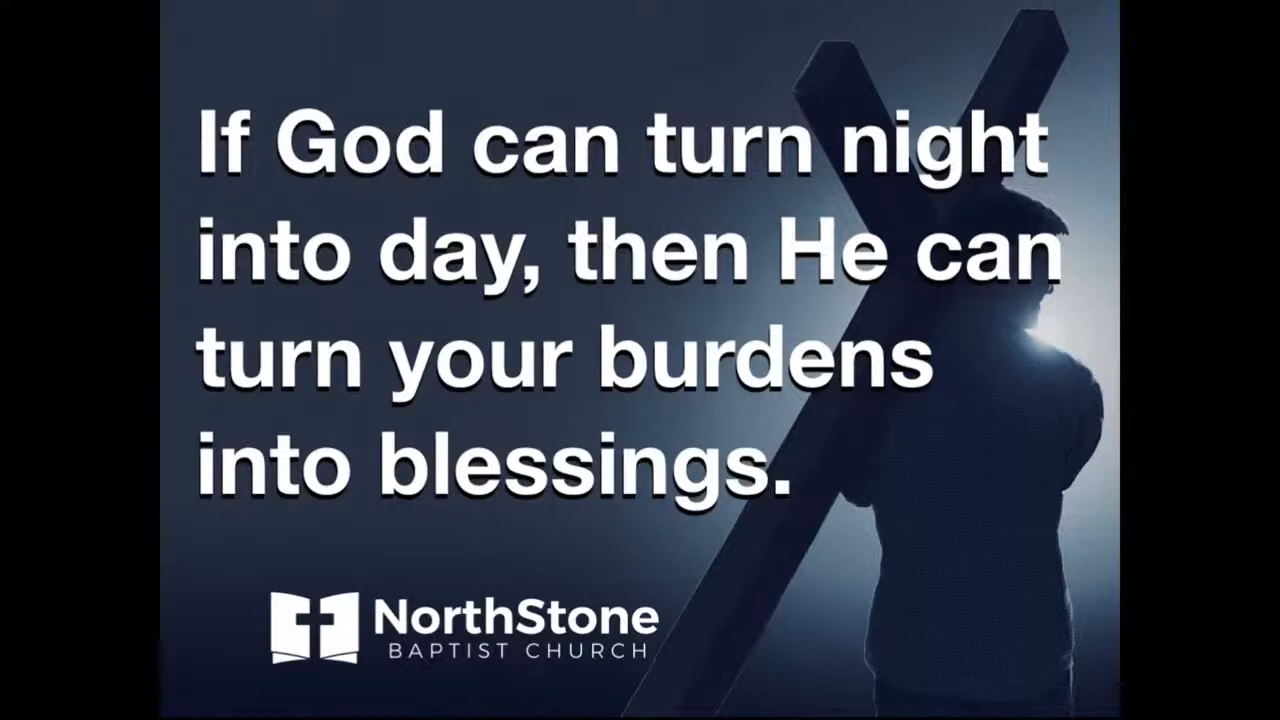 If God can turn night
into day, then He can
turn your burdens
into blessings.
NorthStone
BAPTIST CHURCH